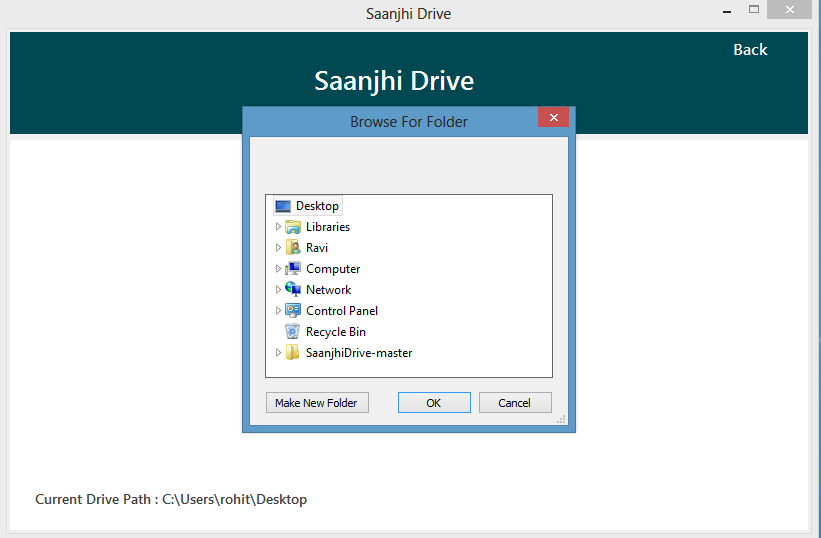 Saanjhi Drive
Back
Saanjhi Drive
Browse For Folder
Desktop
Libraries
Ravi
Computer
Network
Control Panel
Recycle Bin
SaanjhiDrive-master
Make New Folder OK Cancel
Current Drive Path : C:\Users\rohit\Desktop